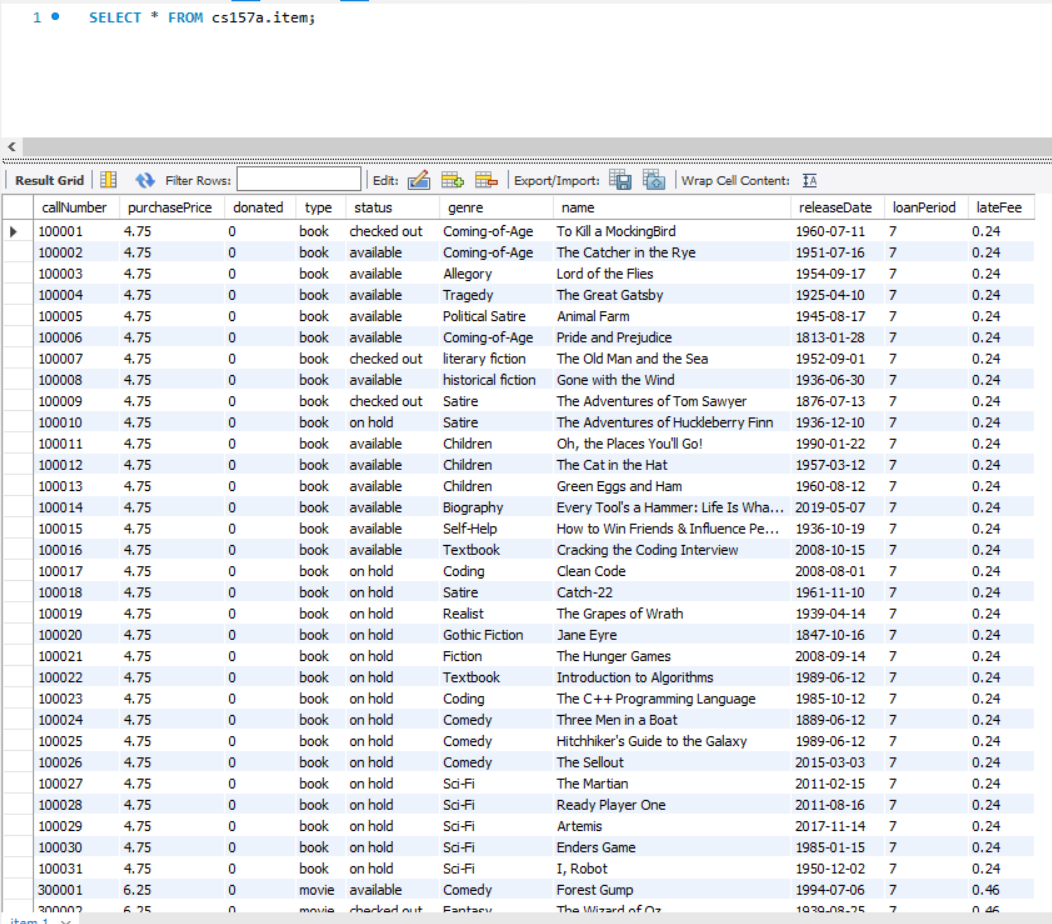 1 SELECT * FROM cs157a.item;
Result Grid Filter Rows: Edit: Export/Import: Wrap Cell Content: IA
callNumber purchasePrice donated type status genre name releaseDate loanPeriod lateFee
100001 4.75 0 book checked out Coming-of-Age To Kill a MockingBird 1960-07-11 7 0.24
100002 4.75 0 book available Coming-of-Age The Catcher in the Rye 1951-07-16 7 0.24
100003 4.75 0 book available Allegory Lord of the Flies 1954-09-17 7 0.24
100004 4.75 0 book available Tragedy The Great Gatsby 1925-04-10 7 0.24
100005 4.75 0 book available Political Satire Animal Farm 1945-08-17 7 0.24
100006 4.75 0 book available Coming-of-Age Pride and Prejudice 1813-01-28 7 0.24
100007 4.75 0 book checked out literary fiction The Old Man and the Sea 1952-09-01 7 0.24
100008 4.75 0 book available historical fiction Gone with the Wind 1936-06-30 7 0.24
100009 4.75 0 book checked out Satire The Adventures of Tom Sawyer 1876-07-13 7 0.24
100010 4.75 0 book on hold Satire The Adventures of Huckleberry Finn 1936-12-10 7 0.24
100011 4.75 0 book available Children Oh, the Places You'll Go! 1990-01-22 7 0.24
100012 4.75 0 book available Children The Cat in the Hat 1957-03-12 7 0.24
100013 4.75 0 book available Children Green Eggs and Ham 1960-08-12 7 0.24
100014 4.75 0 book available Biography Every Tool's a Hammer: Life Is Wha... 2019-05-07 7 0.24
100015 4.75 0 book available Self-Help How to Win Friends & Influence Pe... 1936-10-19 7 0.24
100016 4.75 0 book available Textbook Cracking the Coding Interview 2008-10-15 7 0.24
100017 4.75 0 book on hold Coding Clean Code 2008-08-01 7 0.24
100018 4.75 0 book on hold Satire Catch-22 1961-11-10 7 0.24
100019 4.75 0 book on hold Realist The Grapes of Wrath 1939-04-14 7 0.24
100020 4.75 0 book on hold Gothic Fiction Jane Eyre 1847-10-16 7 0.24
100021 4.75 0 book on hold Fiction The Hunger Games 2008-09-14 7 0.24
100022 4.75 0 book on hold Textbook Introduction to Algorithms 1989-06-12 7 0.24
100023 4.75 0 book on hold Coding The C++ Programming Language 1985-10-12 7 0.24
100024 4.75 0 book on hold Comedy Three Men in a Boat 1889-06-12 7 0.24
100025 4.75 0 book on hold Comedy Hitchhiker's Guide to the Galaxy 1989-06-12 7 0.24
100026 4.75 0 book on hold Comedy The Sellout 2015-03-03 7 0.24
100027 4.75 0 book on hold Sci-Fi The Martian 2011-02-15 7 0.24
100028 4.75 0 book on hold Sci-Fi Ready Player One 2011-08-16 7 0.24
100029 4.75 0 book on hold Sci-Fi Artemis 2017-11-14 7 0.24
100030 4.75 0 book on hold Sci-Fi Enders Game 1985-01-15 7 0.24
100031 4.75 0 book on hold Sci-Fi I, Robot 1950-12-02 7 0.24
300001 6.25 0 movie available Comedy Forest Gump 1994-07-06 7 0.46
300002 6.25 0 movie checked out Fantasy The Wizard of Oz 1939-08-25 7 0.46
item 1